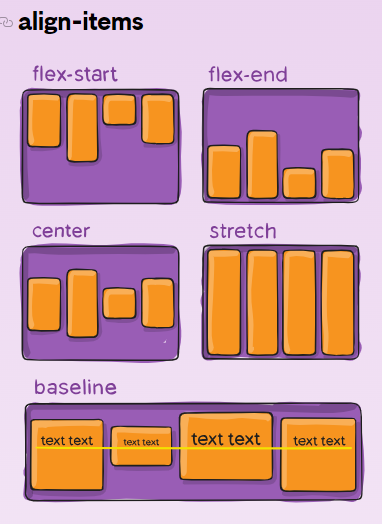 align-items
flex-start
flex-end
center
stretch
baseline
text text
text text
text text
text text